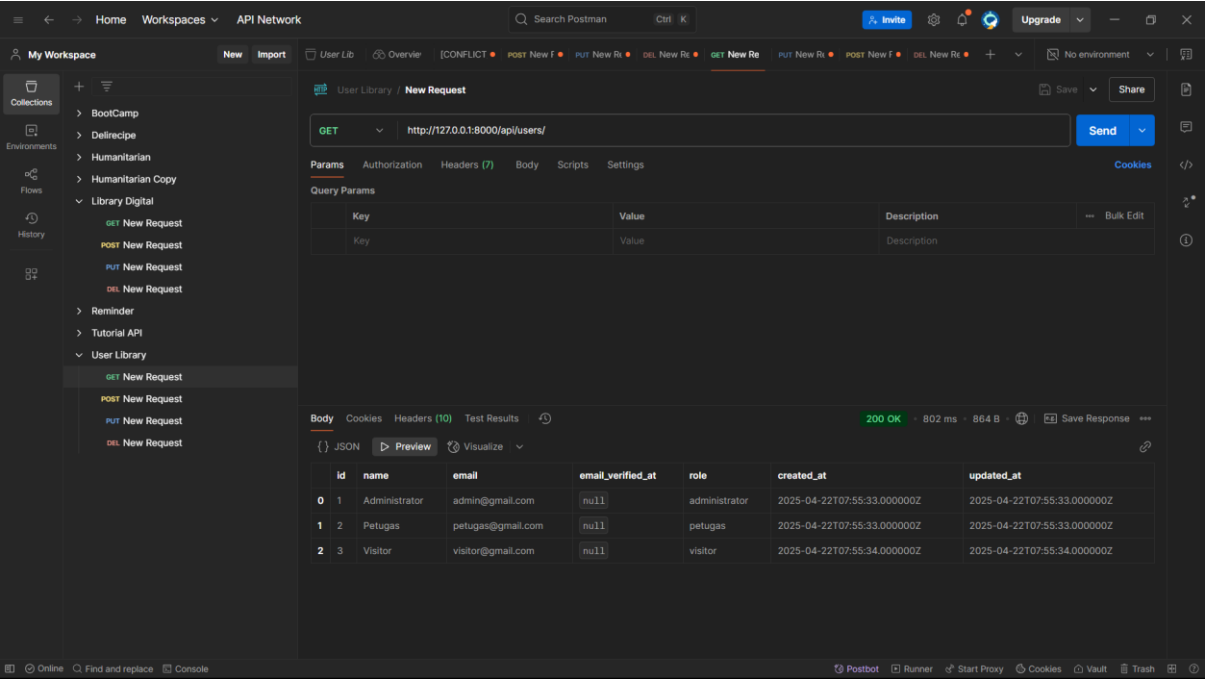 Home Workspaces API Network Search Postman Ctrl K Invite Upgrade
My Workspace New Import User Lib Overvie [CONFLICT POST New F PUT New Re DEL New Re GET New Re PUT New Re POST New F DEL New Re No environment
User Library / New Request Save Share
GET http://127.0.0.1:8000/api/users/ Send
Params Authorization Headers (7) Body Scripts Settings Cookies
Query Params
Key Value Description Bulk Edit
Key Value Description
Collections
Environments
Flows
History
BootCamp
Delirecipe
Humanitarian
Humanitarian Copy
Library Digital
GET New Request
POST New Request
PUT New Request
DEL New Request
Reminder
Tutorial API
User Library
GET New Request
POST New Request
PUT New Request
DEL New Request
Body Cookies Headers (10) Test Results 200 OK 802 ms 864 B Save Response
{} JSON Preview Visualize
id name email email_verified_at role created_at updated_at
0 1 Administrator admin@gmail.com null administrator 2025-04-22T07:55:33.000000Z 2025-04-22T07:55:33.000000Z
1 2 Petugas petugas@gmail.com null petugas 2025-04-22T07:55:33.000000Z 2025-04-22T07:55:33.000000Z
2 3 Visitor visitor@gmail.com null visitor 2025-04-22T07:55:34.000000Z 2025-04-22T07:55:34.000000Z
Online Find and replace Console Postbot Runner Start Proxy Cookies Vault Trash